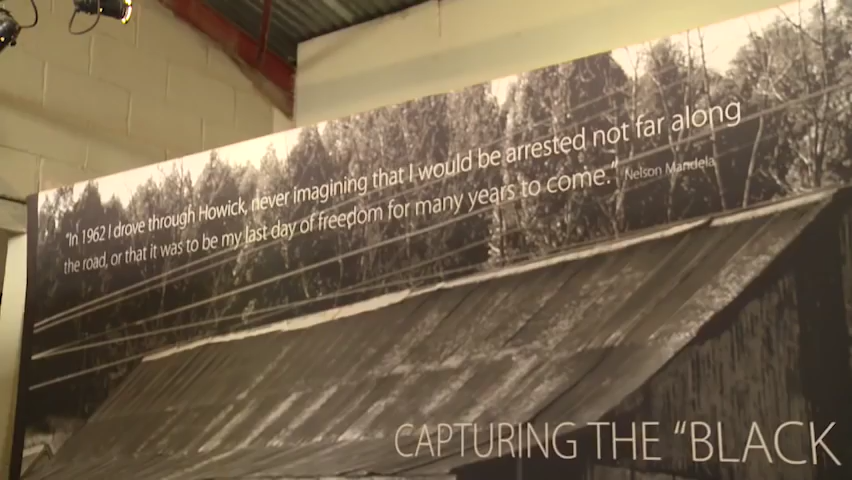 "In 1962 I drove through Howick, never imagining that I would be arrested not far along
the road, or that it was to be my last day of freedom for many years to come." Nelson Mandela
CAPTURING THE "BLACK